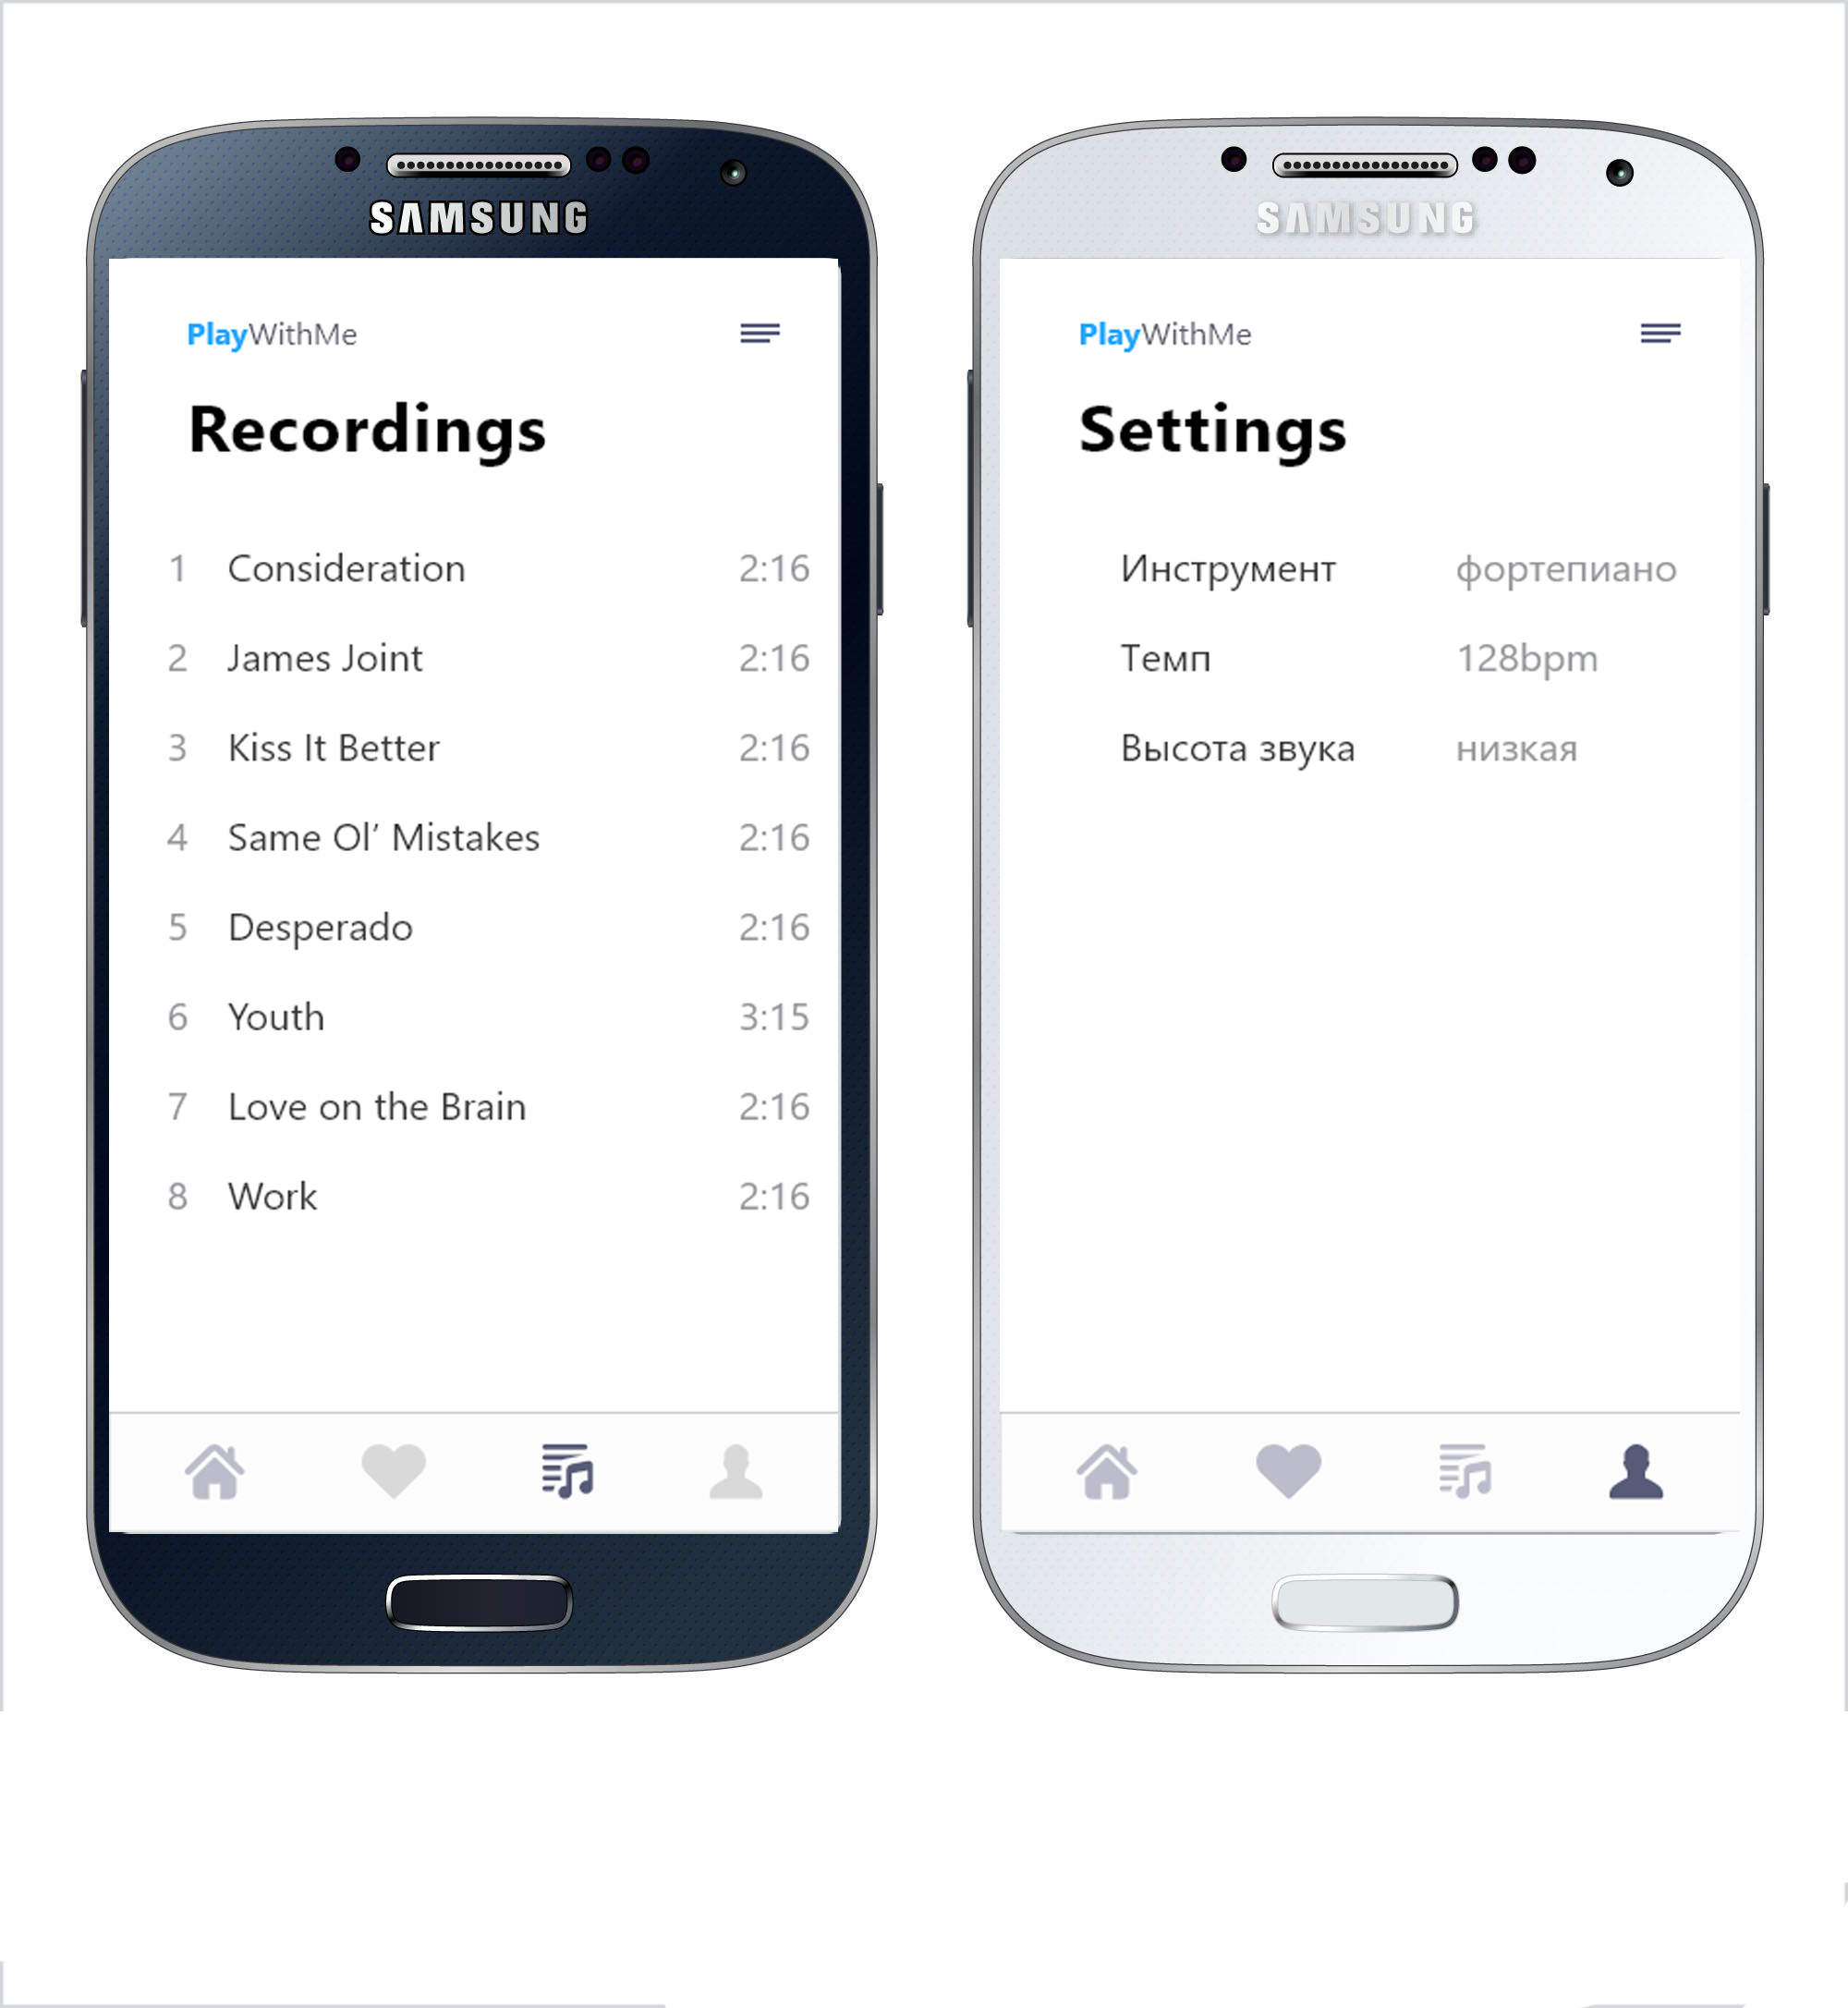 SAMSUNG
PlayWithMe
Recordings
1 Consideration 2:16
2 James Joint 2:16
3 Kiss It Better 2:16
4 Same Ol’ Mistakes 2:16
5 Desperado 2:16
6 Youth 3:15
7 Love on the Brain 2:16
8 Work 2:16
SAMSUNG
PlayWithMe
Settings
Инструмент фортепиано
Темп 128bpm
Высота звука низкая